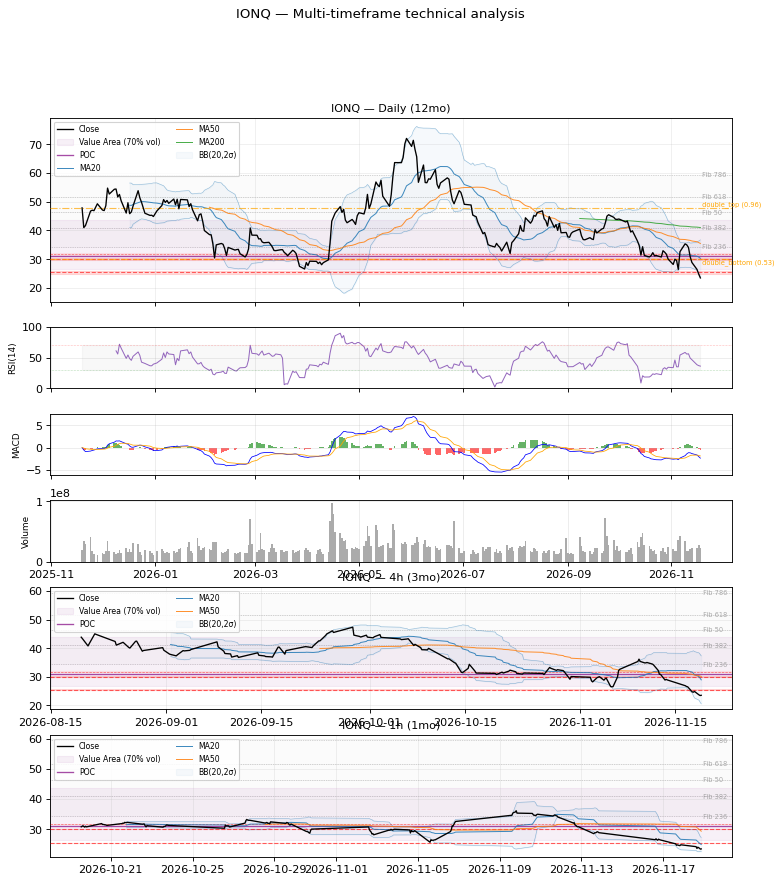 IONQ — Multi-timeframe technical analysis
IONQ — Daily (12mo)
Close
Value Area (70% vol)
POC
MA20
MA50
MA200
BB(20,2σ)
70
60
50
40
30
20
Fib 786
Fib 618
double_top (0.96)
Fib 50
Fib 382
Fib 236
double_bottom (0.53)
RSI(14)
100
50
0
MACD
5
0
−5
1e8
Volume
1
0
2025-11 2026-01 2026-03 2026-05 2026-07 2026-09 2026-11
IONQ — 4h (3mo)
Close
Value Area (70% vol)
POC
MA20
MA50
BB(20,2σ)
60
50
40
30
20
Fib 786
Fib 618
Fib 50
Fib 382
Fib 236
2026-08-15 2026-09-01 2026-09-15 2026-10-01 2026-10-15 2026-11-01 2026-11-15
IONQ — 1h (1mo)
Close
Value Area (70% vol)
POC
MA20
MA50
BB(20,2σ)
60
50
40
30
Fib 786
Fib 618
Fib 50
Fib 382
Fib 236
2026-10-21 2026-10-25 2026-10-29 2026-11-01 2026-11-05 2026-11-09 2026-11-13 2026-11-17